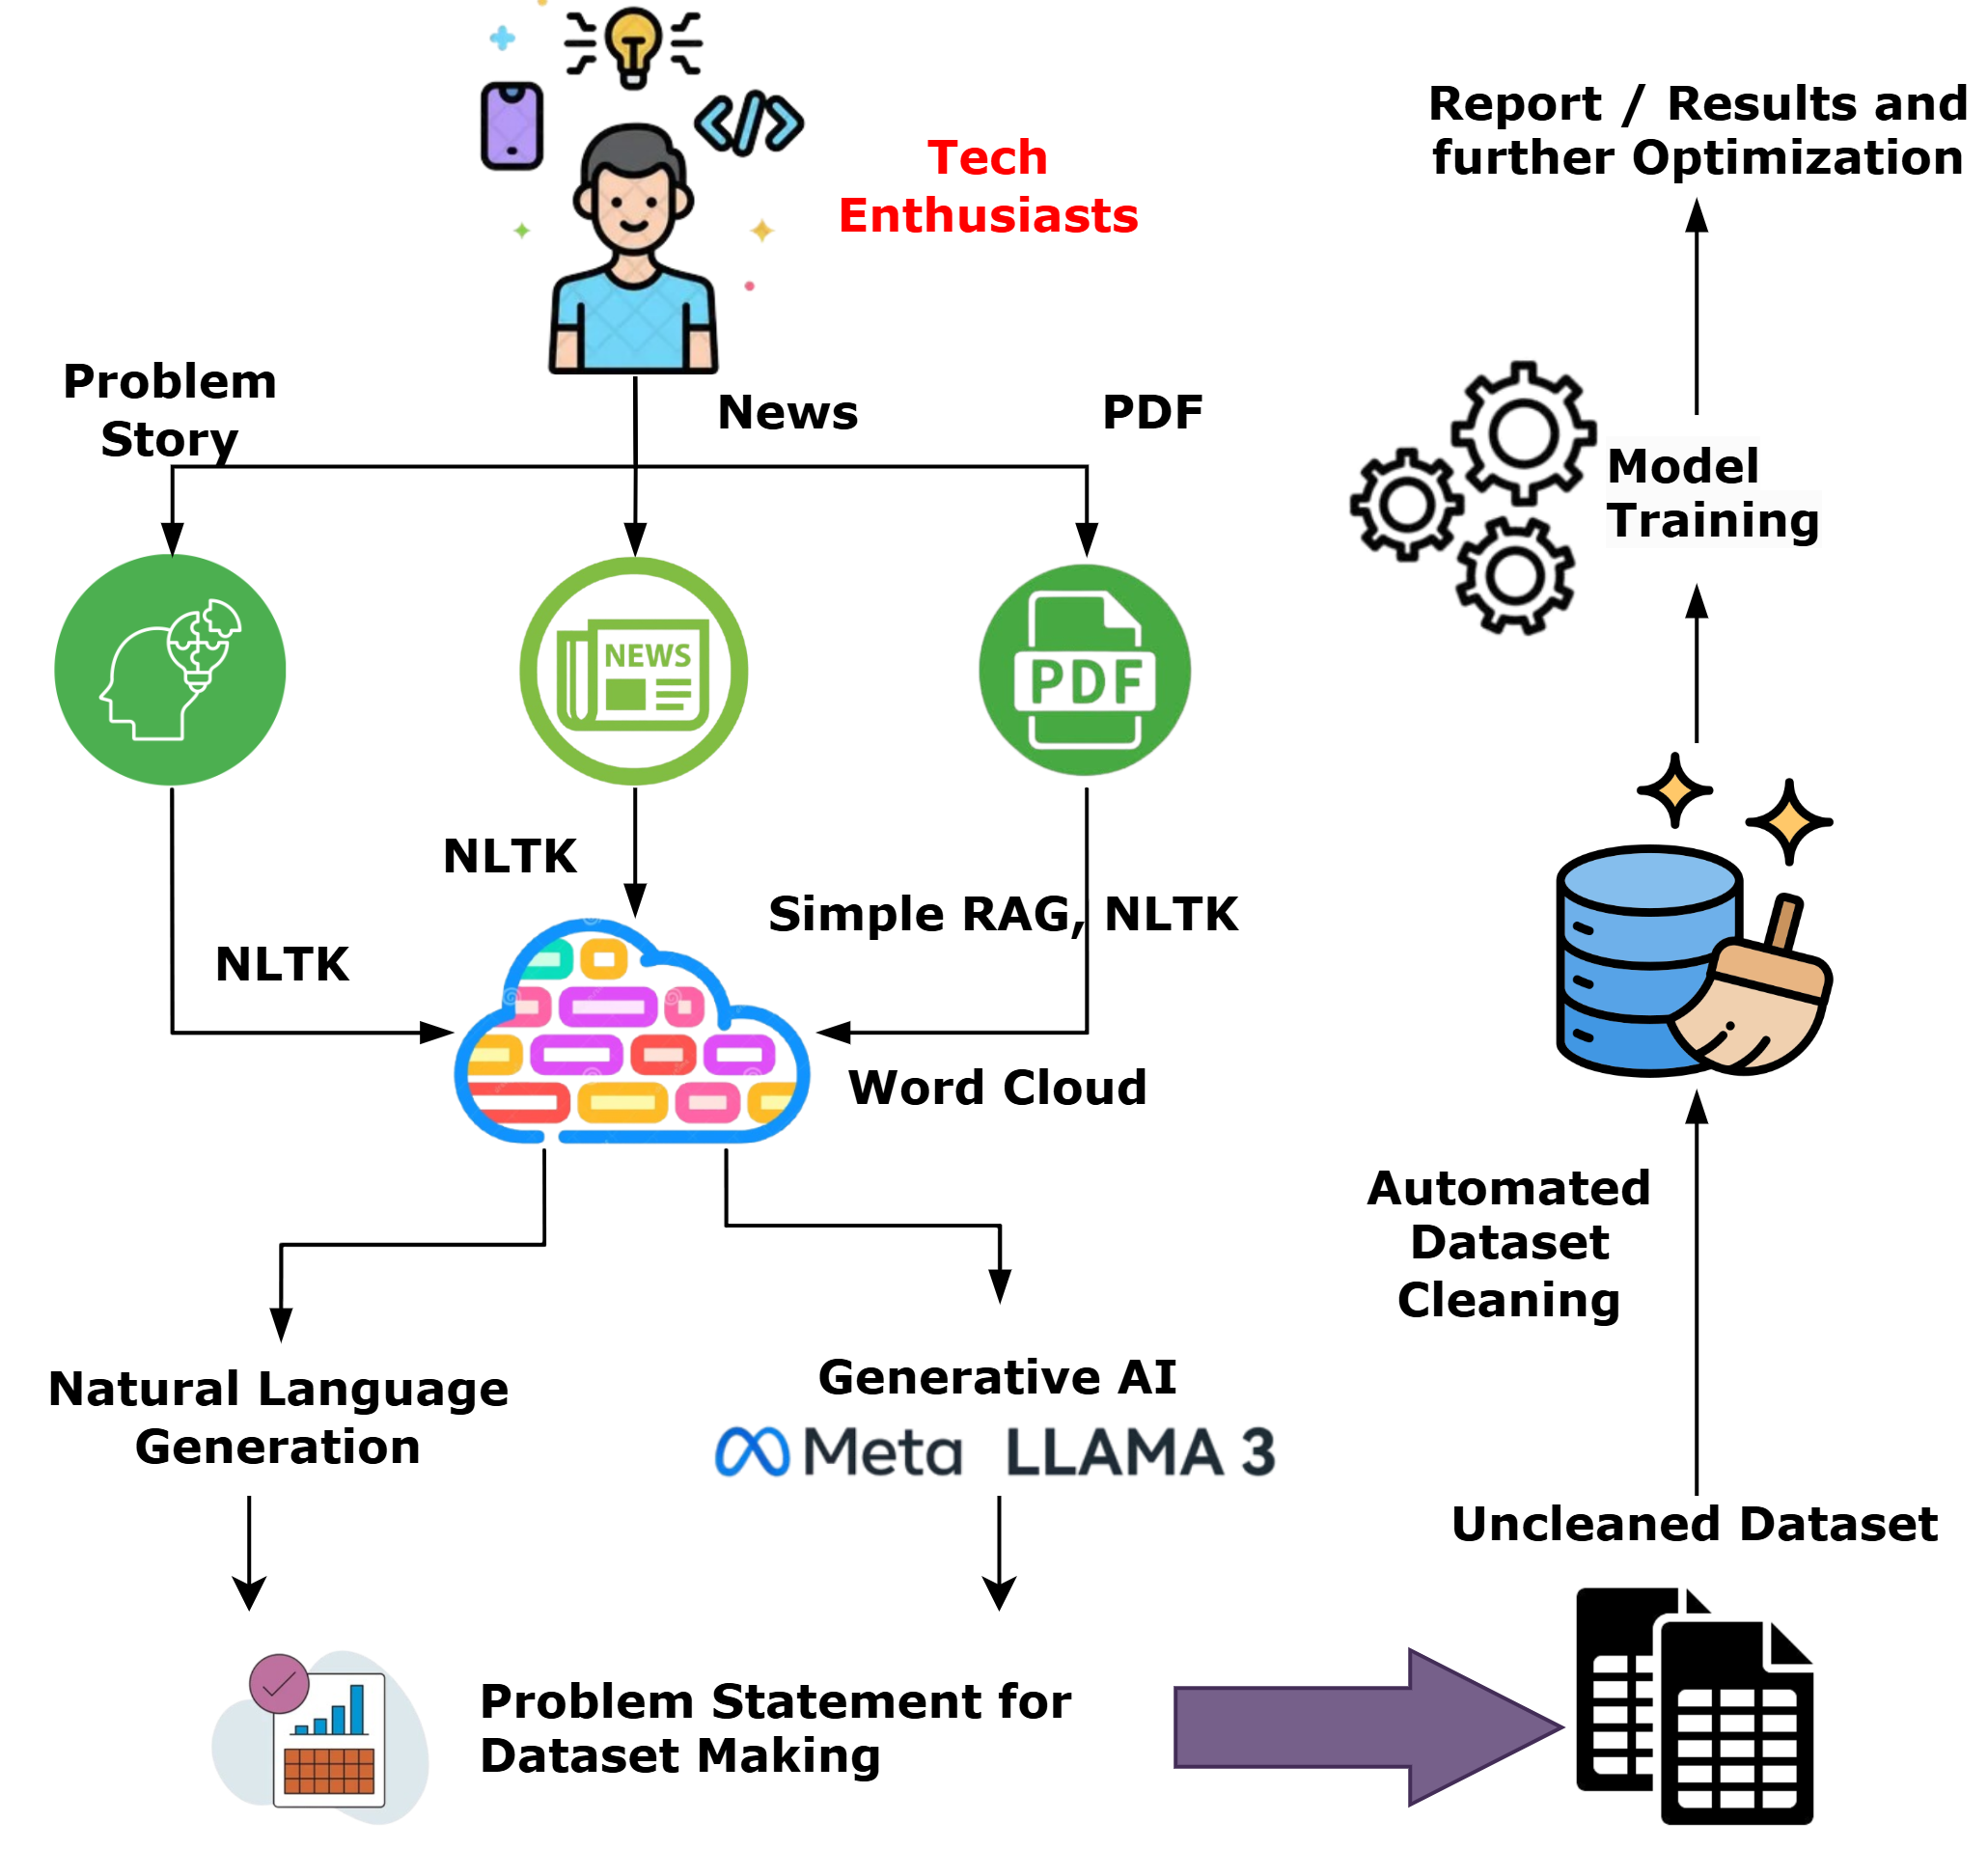 Tech
Enthusiasts
Problem
Story
News
PDF
NEWS
PDF
NLTK
NLTK
Simple RAG, NLTK
Word Cloud
Natural Language
Generation
Generative AI
Meta LLAMA 3
Problem Statement for
Dataset Making
Uncleaned Dataset
Automated
Dataset
Cleaning
Model
Training
Report / Results and
further Optimization